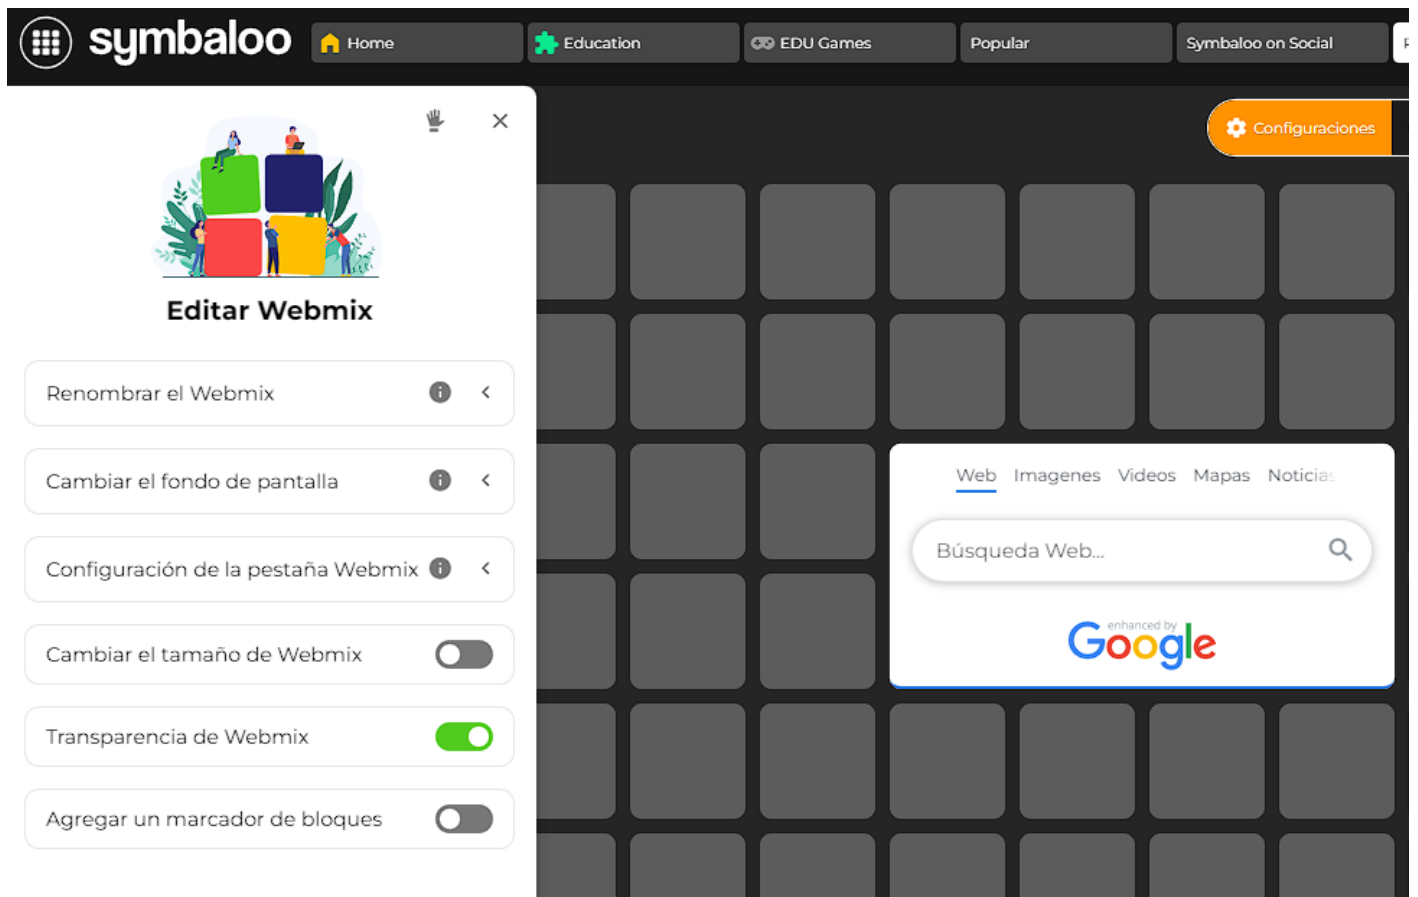 symbaloo
Home
Education
EDU Games
Popular
Symbaloo on Social
Configuraciones
Editar Webmix
Renombrar el Webmix
Cambiar el fondo de pantalla
Configuración de la pestaña Webmix
Cambiar el tamaño de Webmix
Transparencia de Webmix
Agregar un marcador de bloques
Web Imagenes Videos Mapas Noticias
Búsqueda Web...
enhanced by
Google